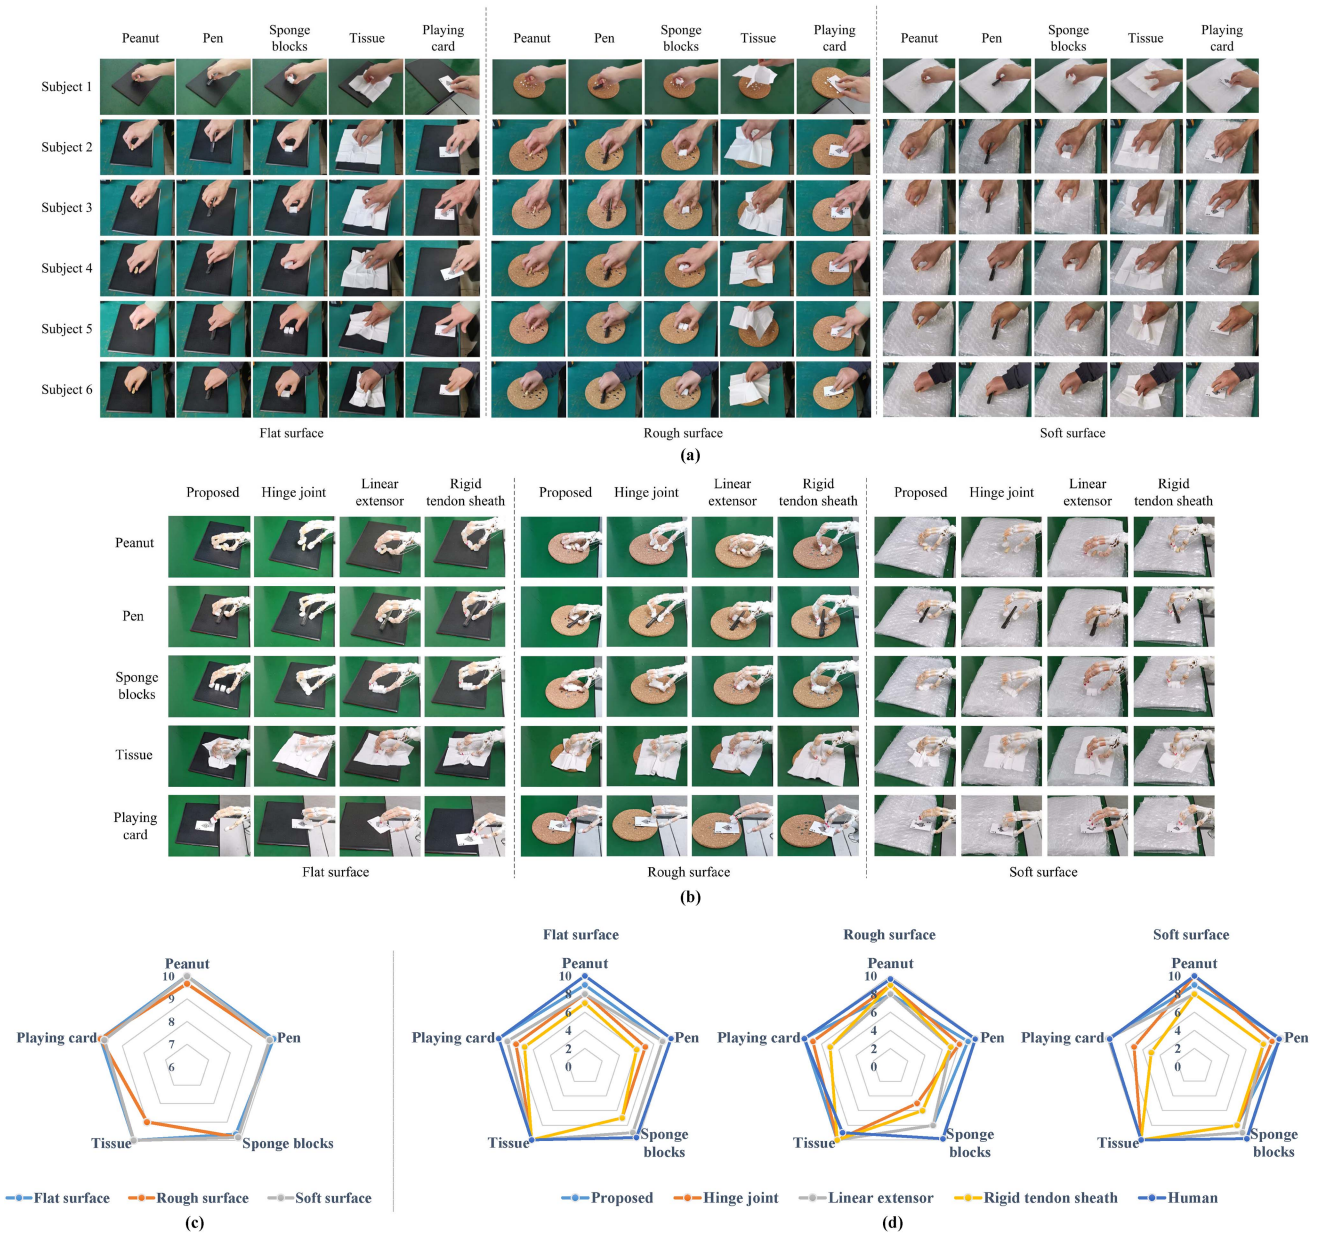 Peanut Pen Sponge blocks Tissue Playing card Peanut Pen Sponge blocks Tissue Playing card Peanut Pen Sponge blocks Tissue Playing card
Subject 1
Subject 2
Subject 3
Subject 4
Subject 5
Subject 6
Flat surface Rough surface Soft surface
(a)
Proposed Hinge joint Linear extensor Rigid tendon sheath Proposed Hinge joint Linear extensor Rigid tendon sheath Proposed Hinge joint Linear extensor Rigid tendon sheath
Peanut
Pen
Sponge
blocks
Tissue
Playing
card
Flat surface Rough surface Soft surface
(b)
Peanut
10
9
8
7
6
Playing card
Pen
Tissue
Sponge blocks
Flat surface Rough surface Soft surface
(c)
Flat surface
Peanut
10
8
6
4
2
0
Playing card
Pen
Tissue
Sponge
blocks
Rough surface
Peanut
10
8
6
4
2
0
Playing card
Pen
Tissue
Sponge
blocks
Soft surface
Peanut
10
8
6
4
2
0
Playing card
Pen
Tissue
Sponge
blocks
Proposed Hinge joint Linear extensor Rigid tendon sheath Human
(d)